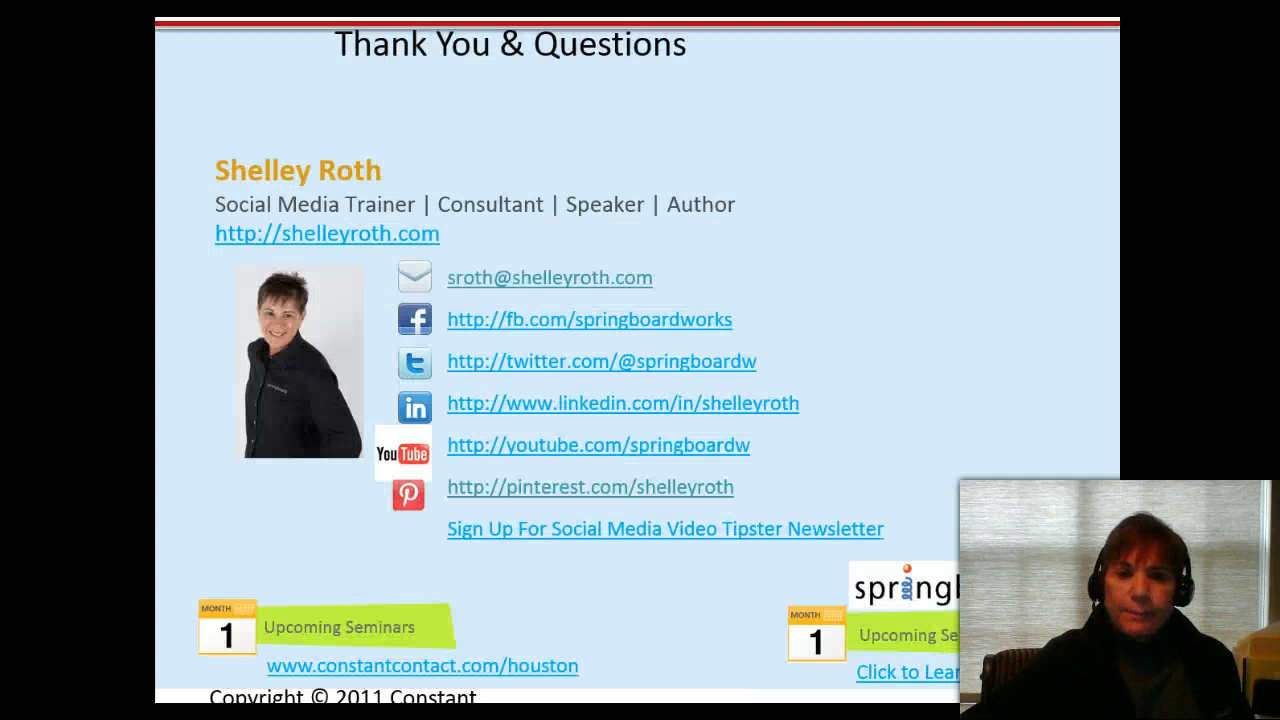 Thank You & Questions
Shelley Roth
Social Media Trainer | Consultant | Speaker | Author
http://shelleyroth.com
sroth@shelleyroth.com
http://fb.com/springboardworks
http://twitter.com/@springboardw
http://www.linkedin.com/in/shelleyroth
YouTube
http://youtube.com/springboardw
http://pinterest.com/shelleyroth
Sign Up For Social Media Video Tipster Newsletter
MONTH
1
Upcoming Seminars
www.constantcontact.com/houston
MONTH
1
Upcoming Se
Click to Lear
Copyright © 2011 Constant